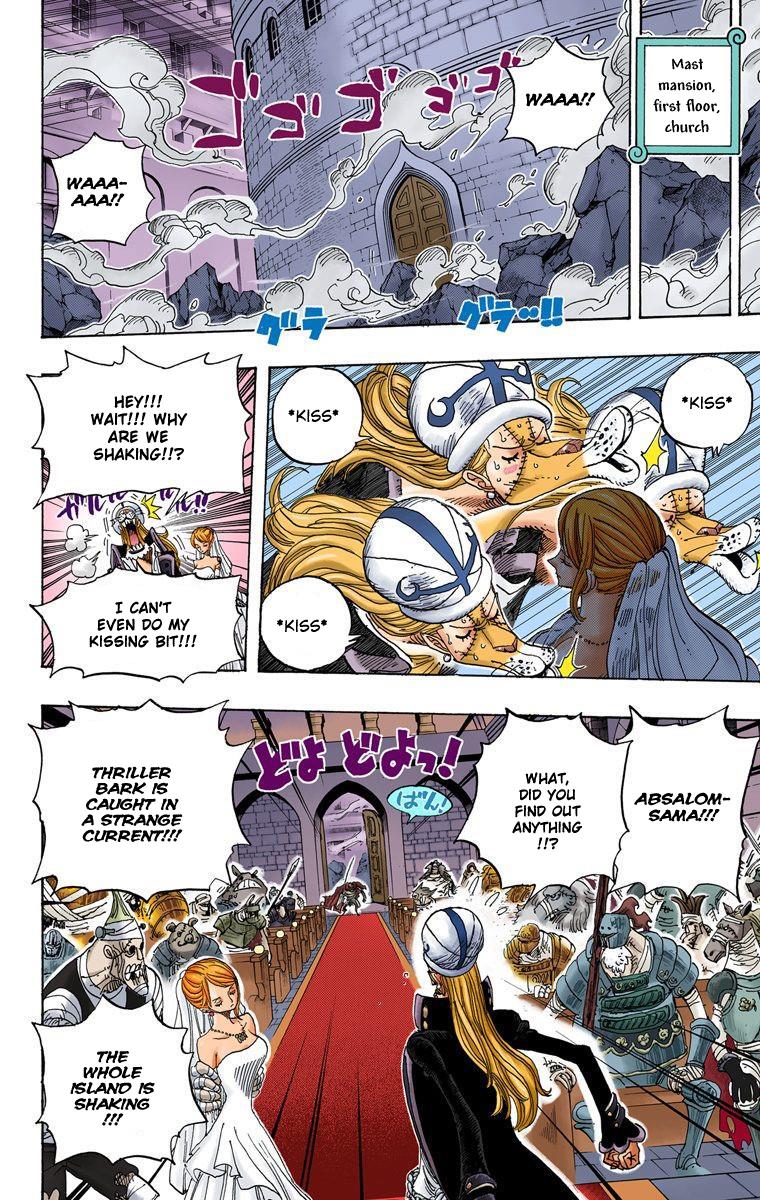 Mast
mansion,
first floor,
church
WAAA!!
ゴゴゴゴゴ
WAAA-
AAA!!
グラ
グラ〜!!
*KISS*
*KISS*
*KISS*
HEY!!!
WAIT!!! WHY
ARE WE
SHAKING!!?
I CAN'T
EVEN DO MY
KISSING BIT!!!
ABSALOM-
SAMA!!!
WHAT,
DID YOU
FIND OUT
ANYTHING
!!?
どよどよっ!
ばん!
THRILLER
BARK IS
CAUGHT IN
A STRANGE
CURRENT!!!
THE
WHOLE
ISLAND IS
SHAKING
!!!